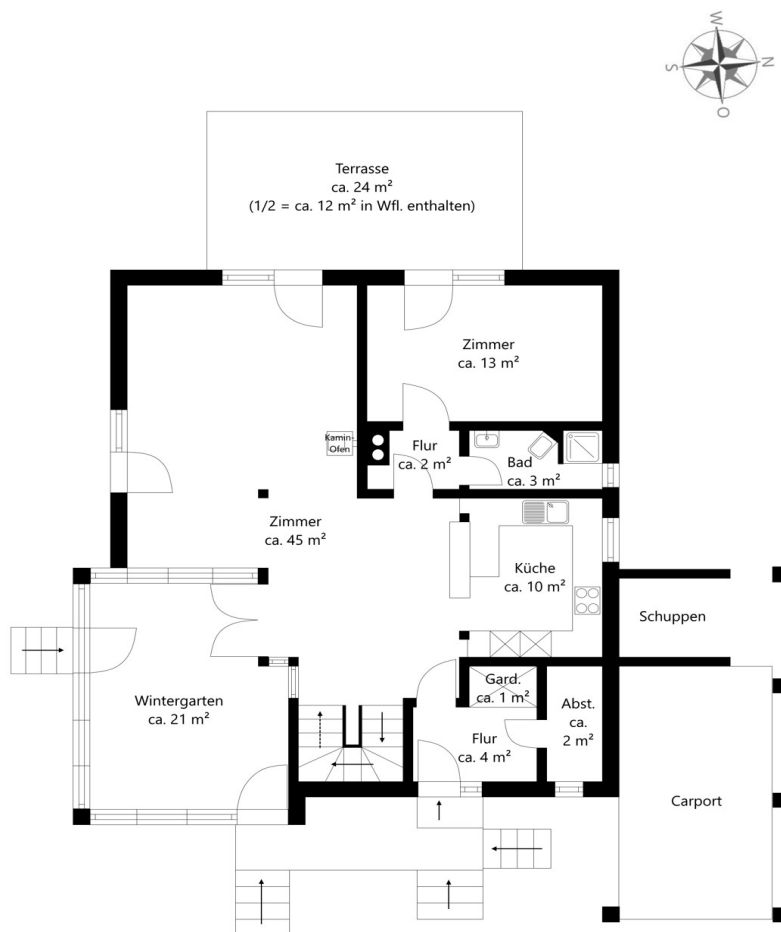 W
S
N
O
Terrasse
ca. 24 m²
(1/2 = ca. 12 m² in Wfl. enthalten)
Zimmer
ca. 13 m²
Kamin-
Ofen
Flur
ca. 2 m²
Bad
ca. 3 m²
Zimmer
ca. 45 m²
Küche
ca. 10 m²
Schuppen
Wintergarten
ca. 21 m²
Gard.
ca. 1 m²
Abst.
ca.
2 m²
Flur
ca. 4 m²
Carport